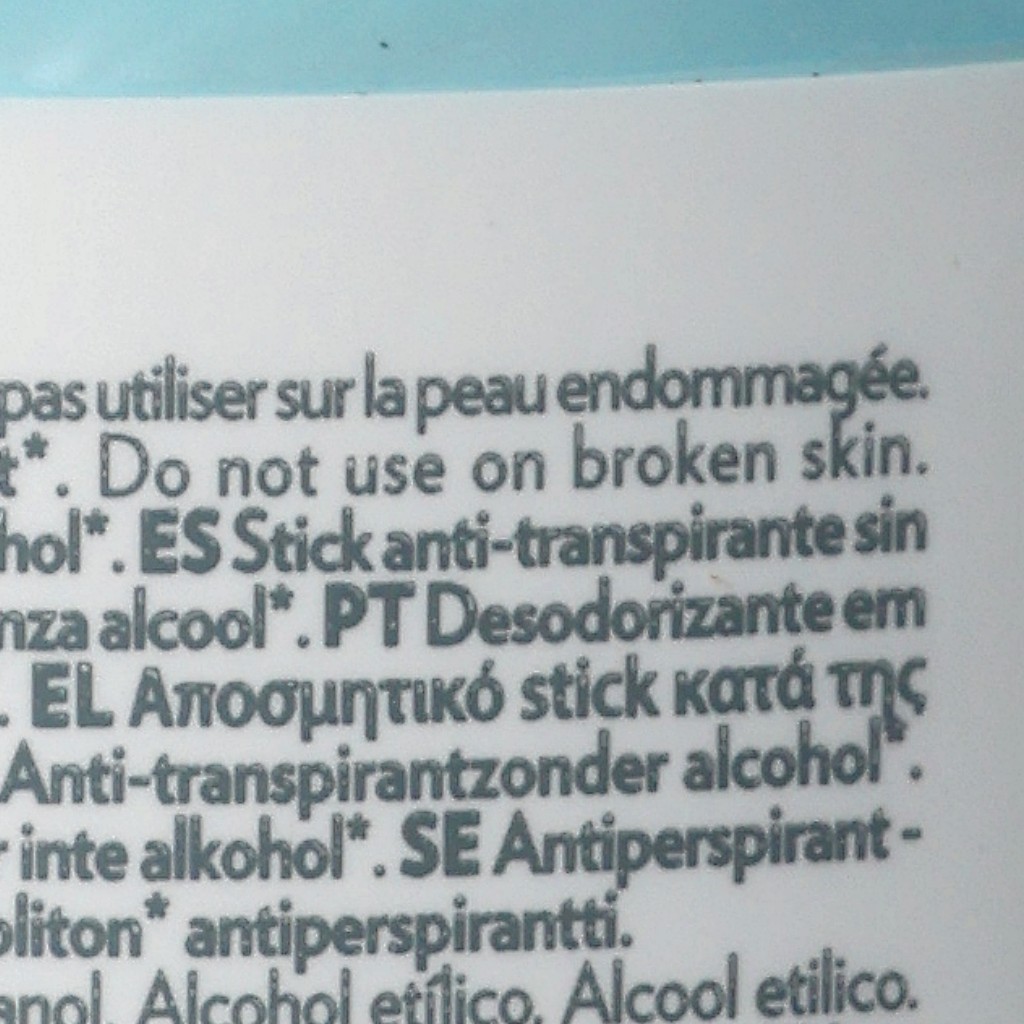 pas utiliser sur la peau endommagée.
t*. Do not use on broken skin.
hol*. ES Stick anti-transpirante sin
nza alcool*. PT Desodorizante em
. EL Αποσμητικό stick κατά της
Anti-transpirantzonder alcohol*.
r inte alkohol*. SE Antiperspirant -
oliton* antiperspirantti.
anol. Alcohol etílico. Alcool etilico.